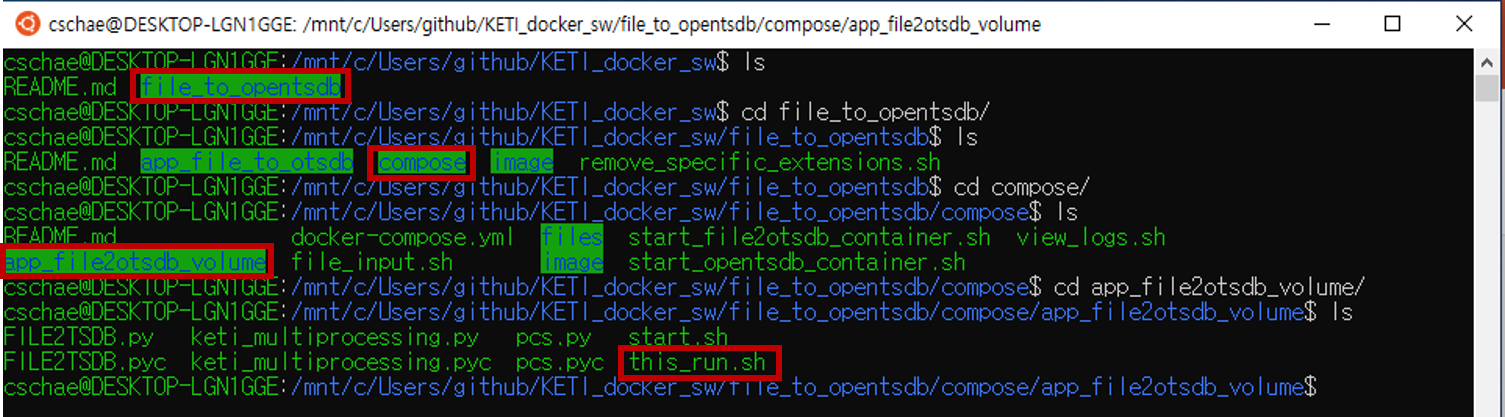 cschae@DESKTOP-LGN1GGE: /mnt/c/Users/github/KETI_docker_sw/file_to_opentsdb/compose/app_file2otsdb_volume
cschae@DESKTOP-LGN1GGE:/mnt/c/Users/github/KETI_docker_sw$ ls
README.md file_to_opentsdb
cschae@DESKTOP-LGN1GGE:/mnt/c/Users/github/KETI_docker_sw$ cd file_to_opentsdb/
cschae@DESKTOP-LGN1GGE:/mnt/c/Users/github/KETI_docker_sw/file_to_opentsdb$ ls
README.md app_file_to_otsdb compose image remove_specific_extensions.sh
cschae@DESKTOP-LGN1GGE:/mnt/c/Users/github/KETI_docker_sw/file_to_opentsdb$ cd compose/
cschae@DESKTOP-LGN1GGE:/mnt/c/Users/github/KETI_docker_sw/file_to_opentsdb/compose$ ls
README.md docker-compose.yml files start_file2otsdb_container.sh view_logs.sh
app_file2otsdb_volume file_input.sh image start_opentsdb_container.sh
cschae@DESKTOP-LGN1GGE:/mnt/c/Users/github/KETI_docker_sw/file_to_opentsdb/compose$ cd app_file2otsdb_volume/
cschae@DESKTOP-LGN1GGE:/mnt/c/Users/github/KETI_docker_sw/file_to_opentsdb/compose/app_file2otsdb_volume$ ls
FILE2TSDB.py keti_multiprocessing.py pcs.py start.sh
FILE2TSDB.pyc keti_multiprocessing.pyc pcs.pyc this_run.sh
cschae@DESKTOP-LGN1GGE:/mnt/c/Users/github/KETI_docker_sw/file_to_opentsdb/compose/app_file2otsdb_volume$